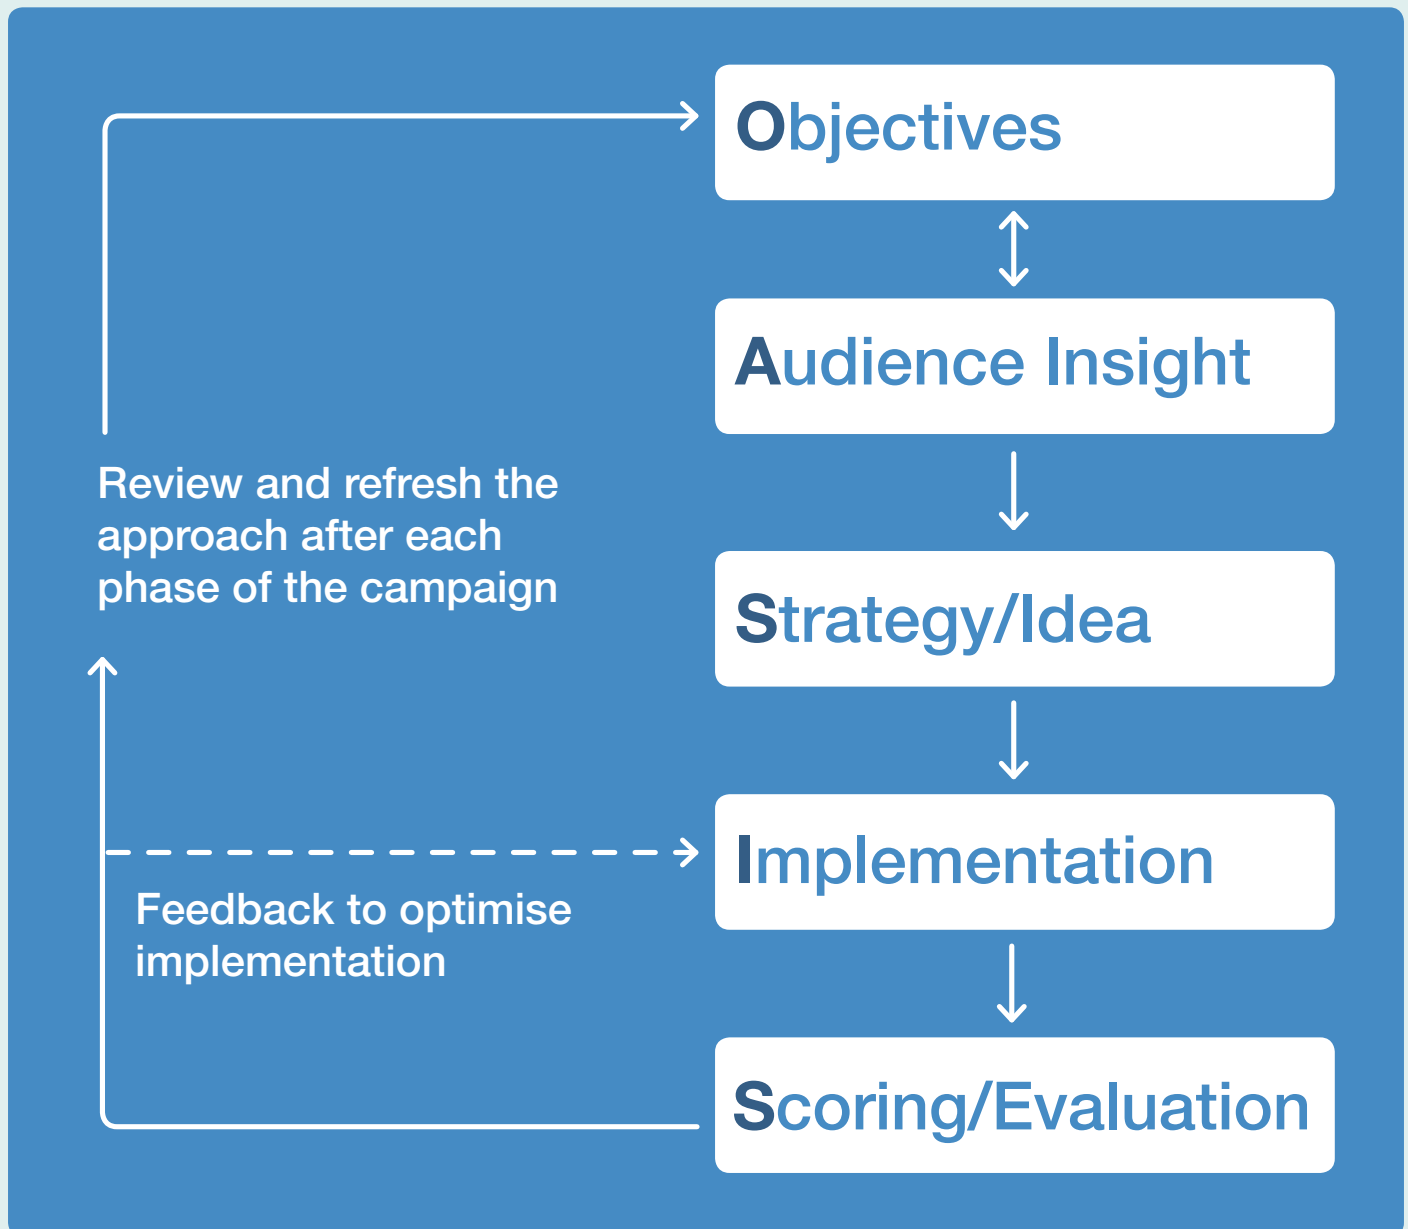 Objectives
Audience Insight
Review and refresh the
approach after each
phase of the campaign
Strategy/Idea
Implementation
Feedback to optimise
implementation
Scoring/Evaluation